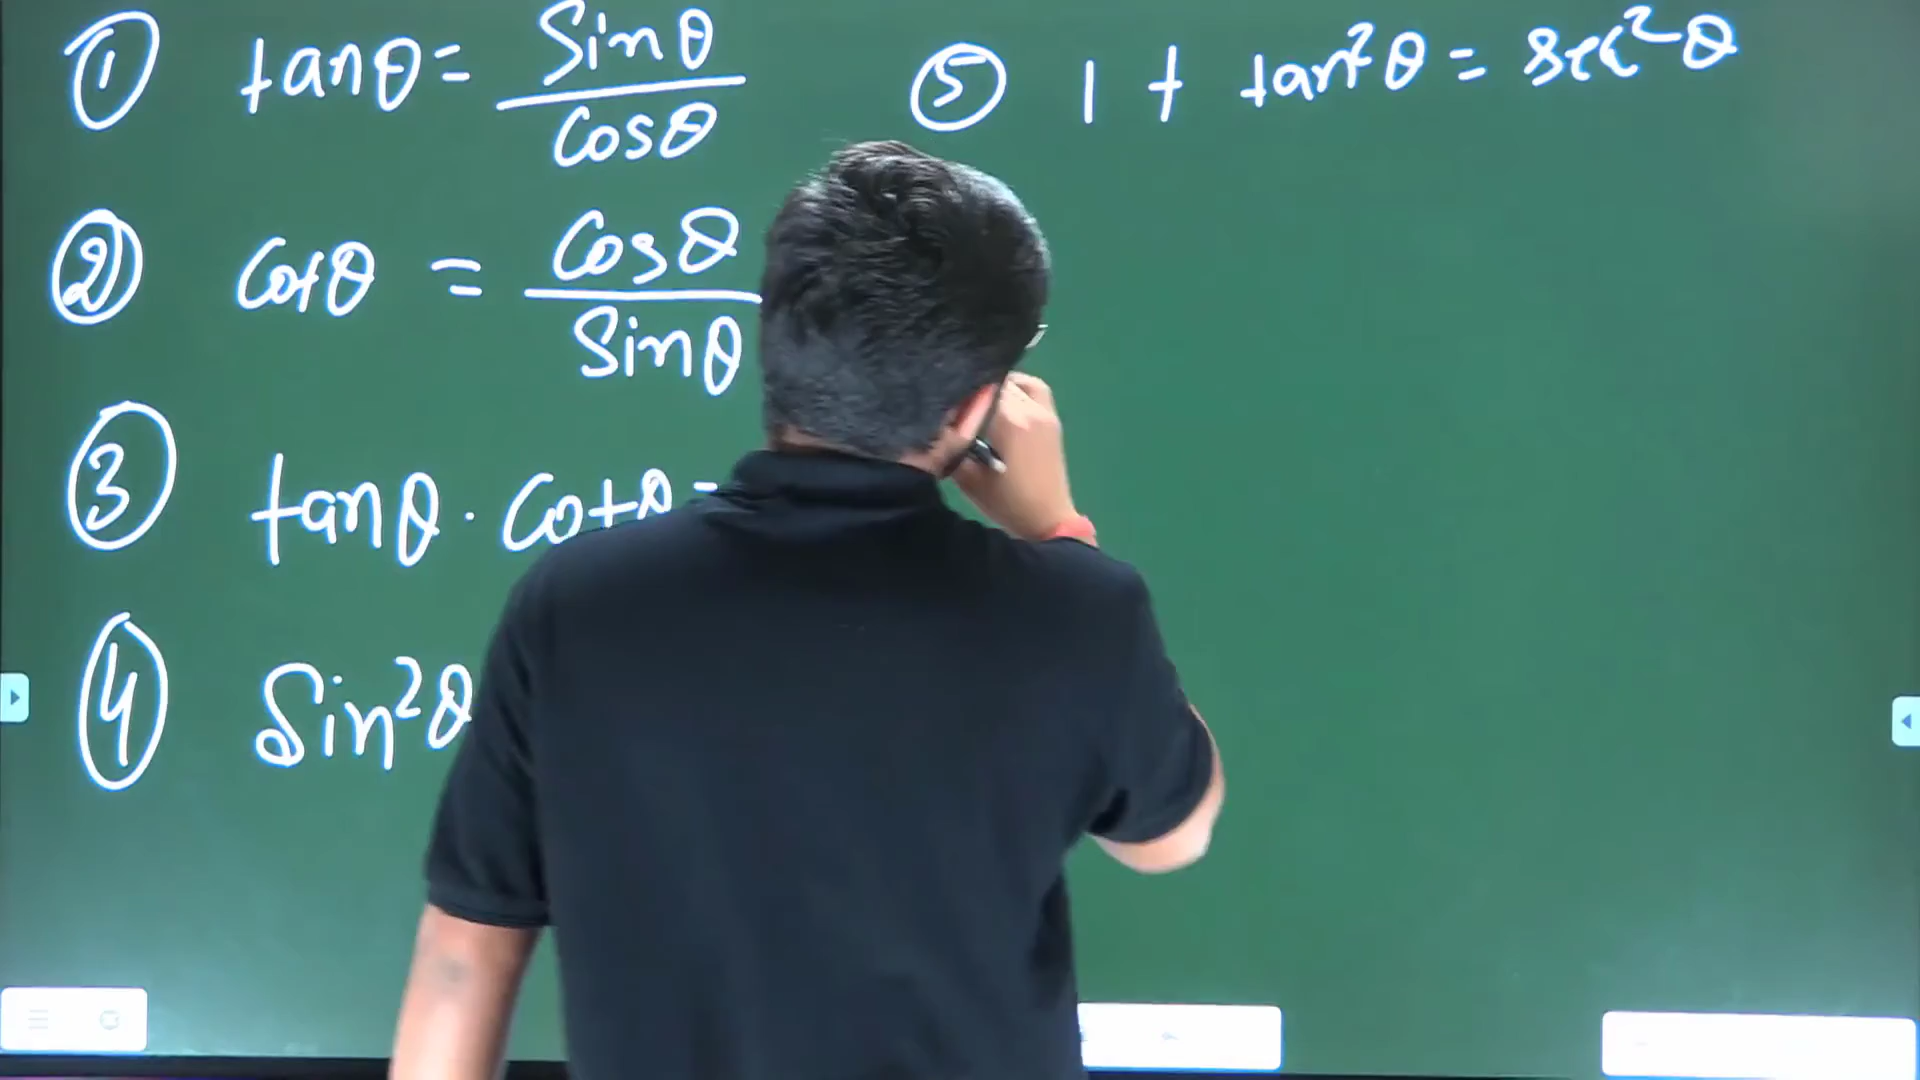 ① tanθ = Sinθ / Cosθ
② Cotθ = Cosθ / Sinθ
③ tanθ · Cotθ =
④ Sin²θ
⑤ 1 + tan²θ = Sec²θ